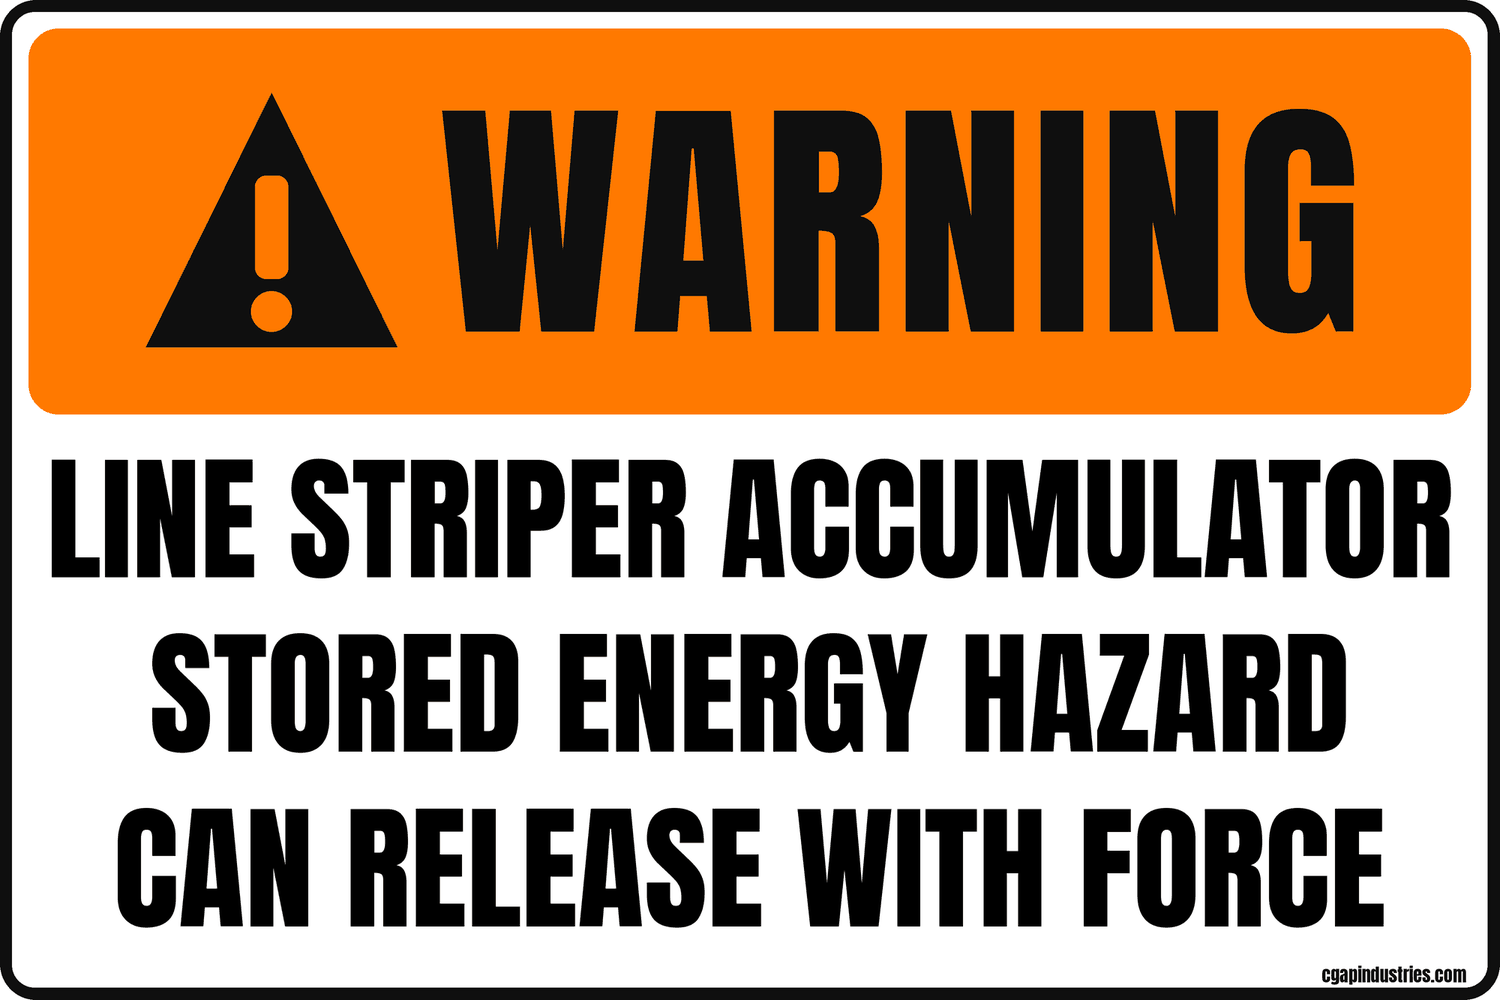 WARNING
LINE STRIPER ACCUMULATOR
STORED ENERGY HAZARD
CAN RELEASE WITH FORCE
cgapindustries.com